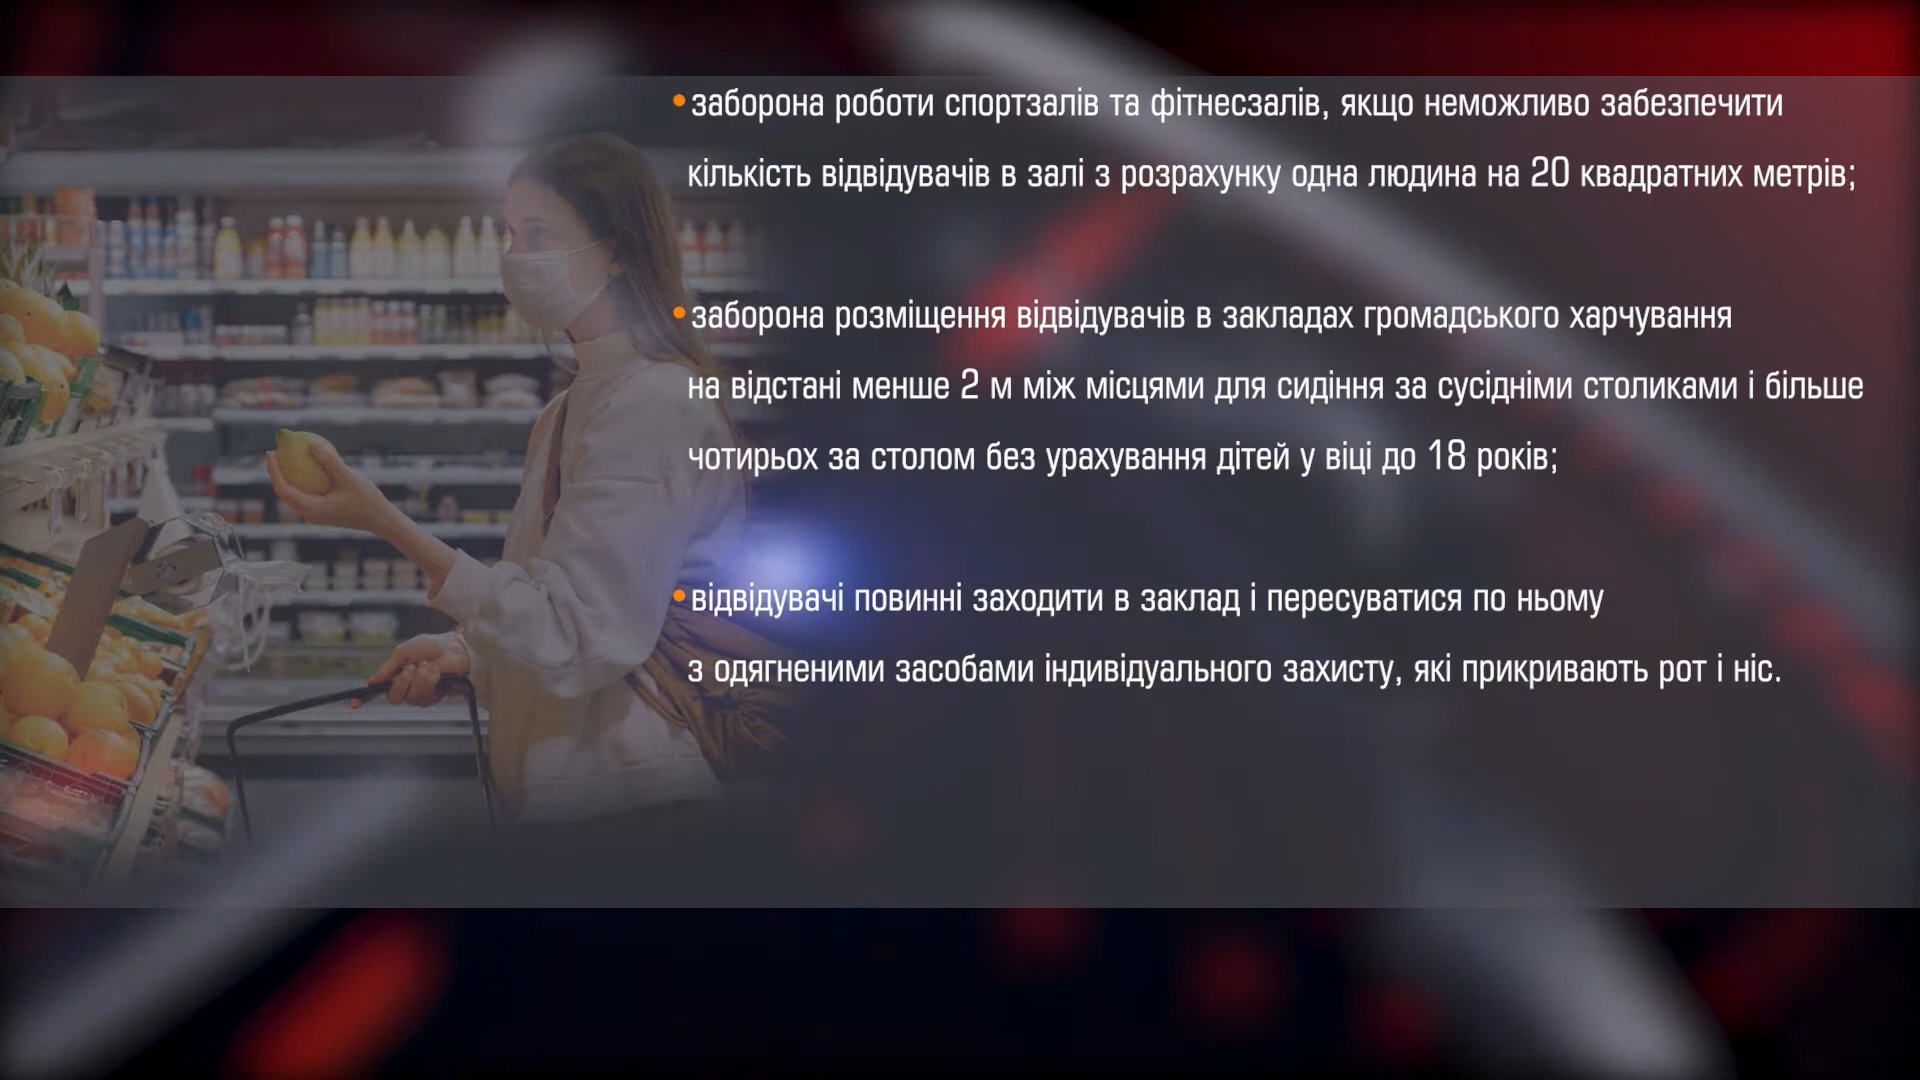 •заборона роботи спортзалів та фітнесзалів, якщо неможливо забезпечити
кількість відвідувачів в залі з розрахунку одна людина на 20 квадратних метрів;
•заборона розміщення відвідувачів в закладах громадського харчування
на відстані менше 2 м між місцями для сидіння за сусідніми столиками і більше
чотирьох за столом без урахування дітей у віці до 18 років;
•відвідувачі повинні заходити в заклад і пересуватися по ньому
з одягненими засобами індивідуального захисту, які прикривають рот і ніс.